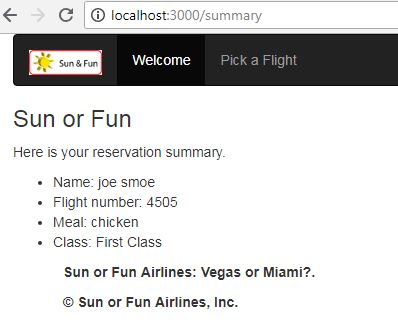 localhost:3000/summary
Sun & Fun Welcome Pick a Flight
Sun or Fun
Here is your reservation summary.
• Name: joe smoe
• Flight number: 4505
• Meal: chicken
• Class: First Class
Sun or Fun Airlines: Vegas or Miami?.
© Sun or Fun Airlines, Inc.